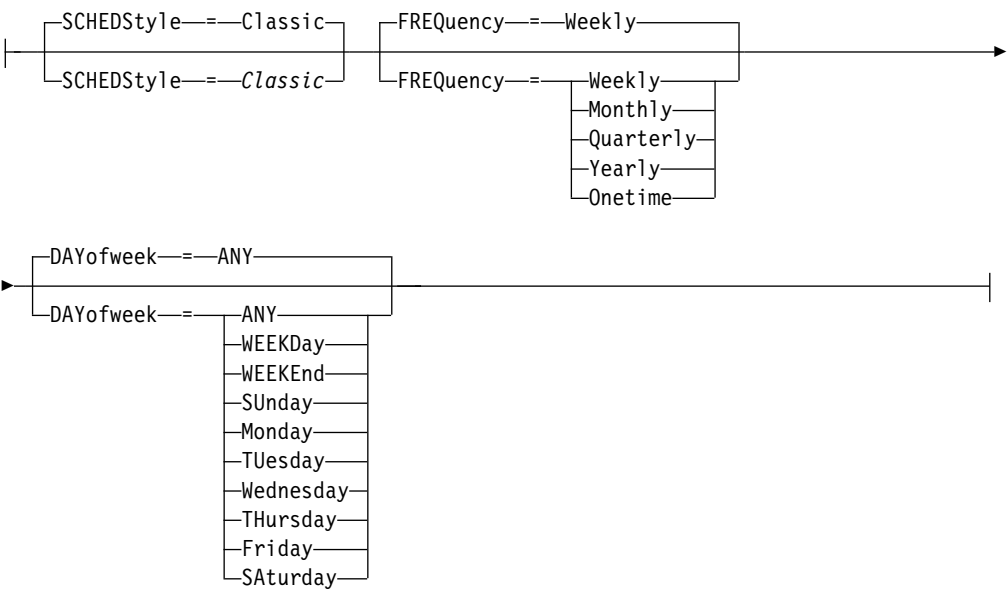 SCHEDStyle = Classic FREQuency = Weekly
SCHEDStyle = Classic FREQuency = Weekly
Monthly
Quarterly
Yearly
Onetime
DAYofweek = ANY
DAYofweek = ANY
WEEKDay
WEEKEnd
SUnday
Monday
TUesday
Wednesday
THursday
Friday
SAturday